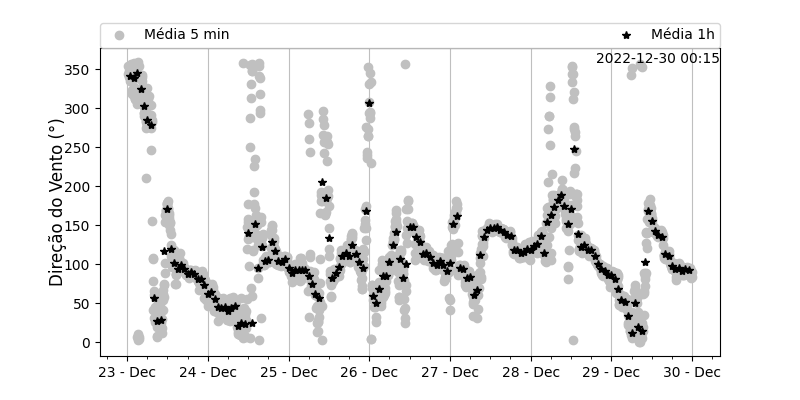 Média 5 min
Média 1h
2022-12-30 00:15
Direção do Vento (°)
350
300
250
200
150
100
50
0
23 - Dec
24 - Dec
25 - Dec
26 - Dec
27 - Dec
28 - Dec
29 - Dec
30 - Dec